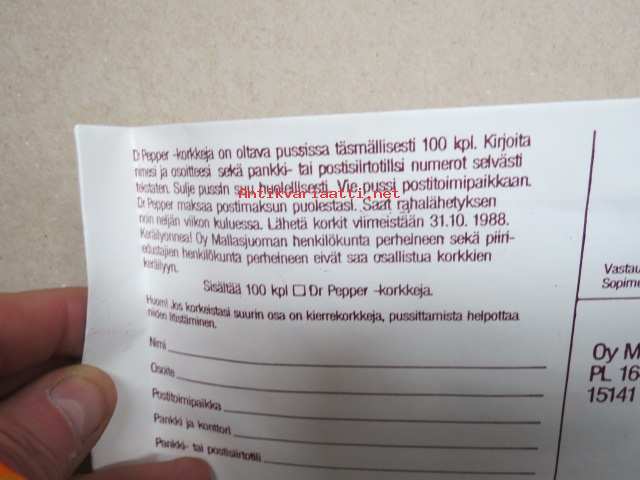 Dr Pepper -korkkeja on oltava pussissa täsmällisesti 100 kpl. Kirjoita
nimesi ja osoitteesi sekä pankki- tai postisiirtotilisi numerot selvästi
tekstaten. Sulje pussin suu huolellisesti. Vie pussi postitoimipaikkaan.
Dr Pepper maksaa postimaksun puolestasi. Saat rahalähetyksen
noin neljän viikon kuluessa. Lähetä korkit viimeistään 31.10. 1988.
Keräilyonnea! Oy Mallasjuoman henkilökunta perheineen sekä piiri-
edustajien henkilökunta perheineen eivät saa osallistua korkkien
keräilyyn.
Sisältää 100 kpl □ Dr Pepper -korkkeja.
Huom! Jos korkeistasi suurin osa on kierrekorkkeja, pussittamista helpottaa
niiden litistäminen.
Nimi
Osoite
Postitoimipaikka
Pankki ja konttori
Pankki- tai postisiirtotili
Vastau
Sopime
Oy M
PL 16
15141
Antikvariaatti.net